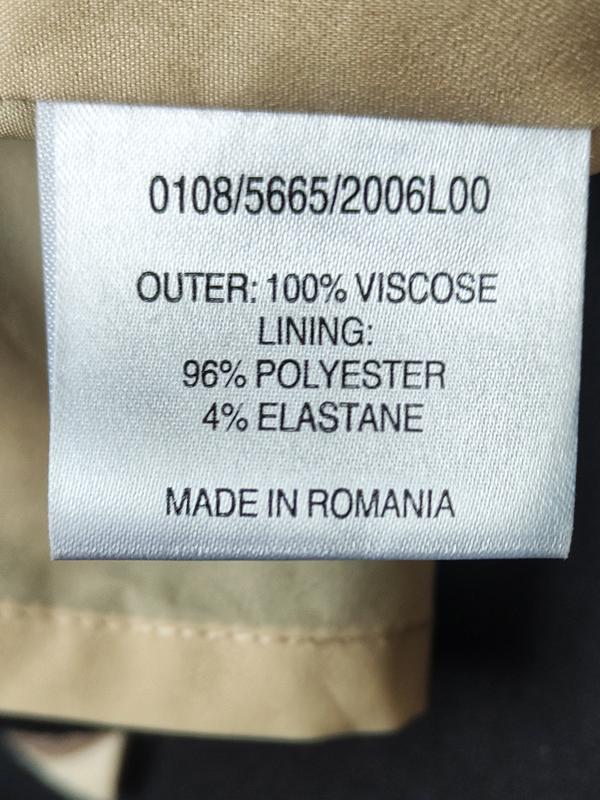 0108/5665/2006L00
OUTER: 100% VISCOSE
LINING:
96% POLYESTER
4% ELASTANE
MADE IN ROMANIA